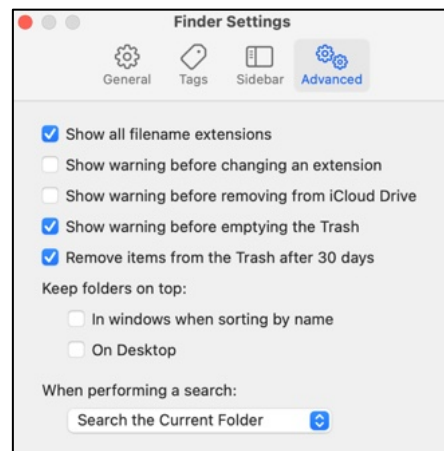 Finder Settings
General Tags Sidebar Advanced
Show all filename extensions
Show warning before changing an extension
Show warning before removing from iCloud Drive
Show warning before emptying the Trash
Remove items from the Trash after 30 days
Keep folders on top:
In windows when sorting by name
On Desktop
When performing a search:
Search the Current Folder